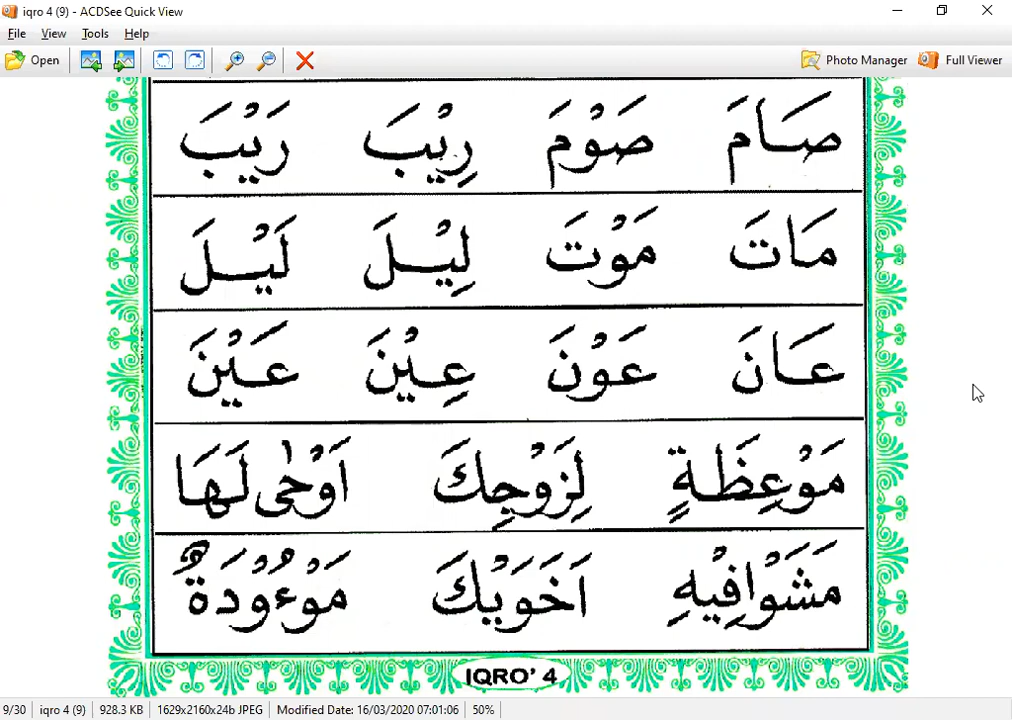 iqro 4 (9) - ACDSee Quick View
File View Tools Help
Open Photo Manager Full Viewer
صَامَ صَوْمَ رِيْبَ رَيْبَ
مَاتَ مَوْتَ لِيْلَ لَيْلَ
عَانَ عَوْنَ عِيْنَ عَيْنَ
مَوْعِظَةٍ لِزَوْجِكَ اَوْحٰى لَهَا
مَشَوْافِيْهِ اَخَوَيْكَ مَوْءُوْدَةٌ
IQRO' 4
9/30 iqro 4 (9) 928.3 KB 1629x2160x24b JPEG Modified Date: 16/03/2020 07:01:06 50%